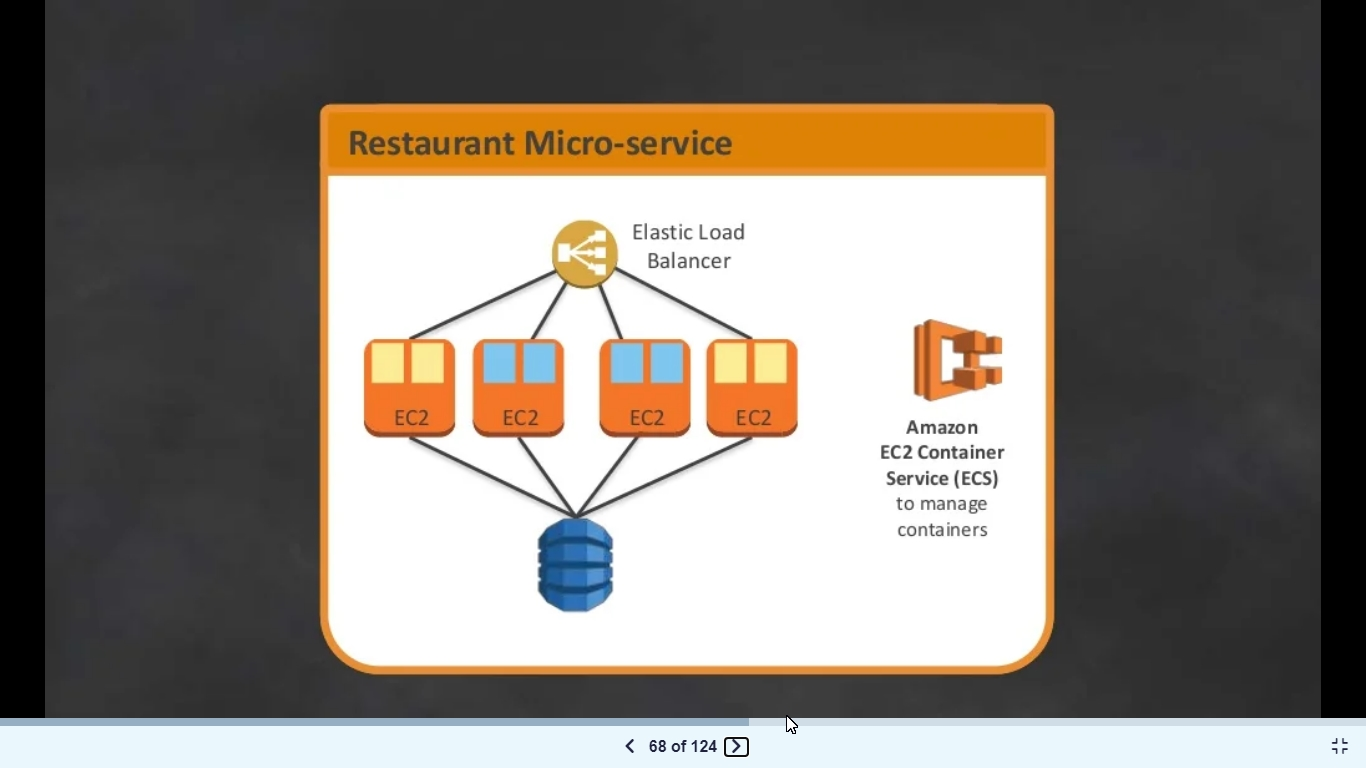 Restaurant Micro-service
Elastic Load
Balancer
EC2
EC2
EC2
EC2
Amazon
EC2 Container
Service (ECS)
to manage
containers
68 of 124